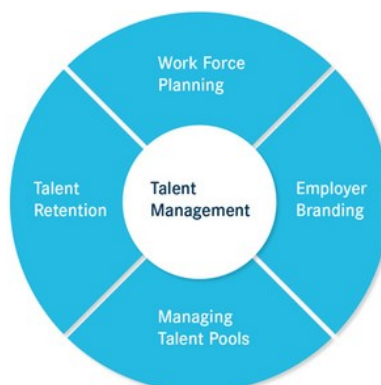 Work Force
Planning
Talent
Retention
Talent
Management
Employer
Branding
Managing
Talent Pools